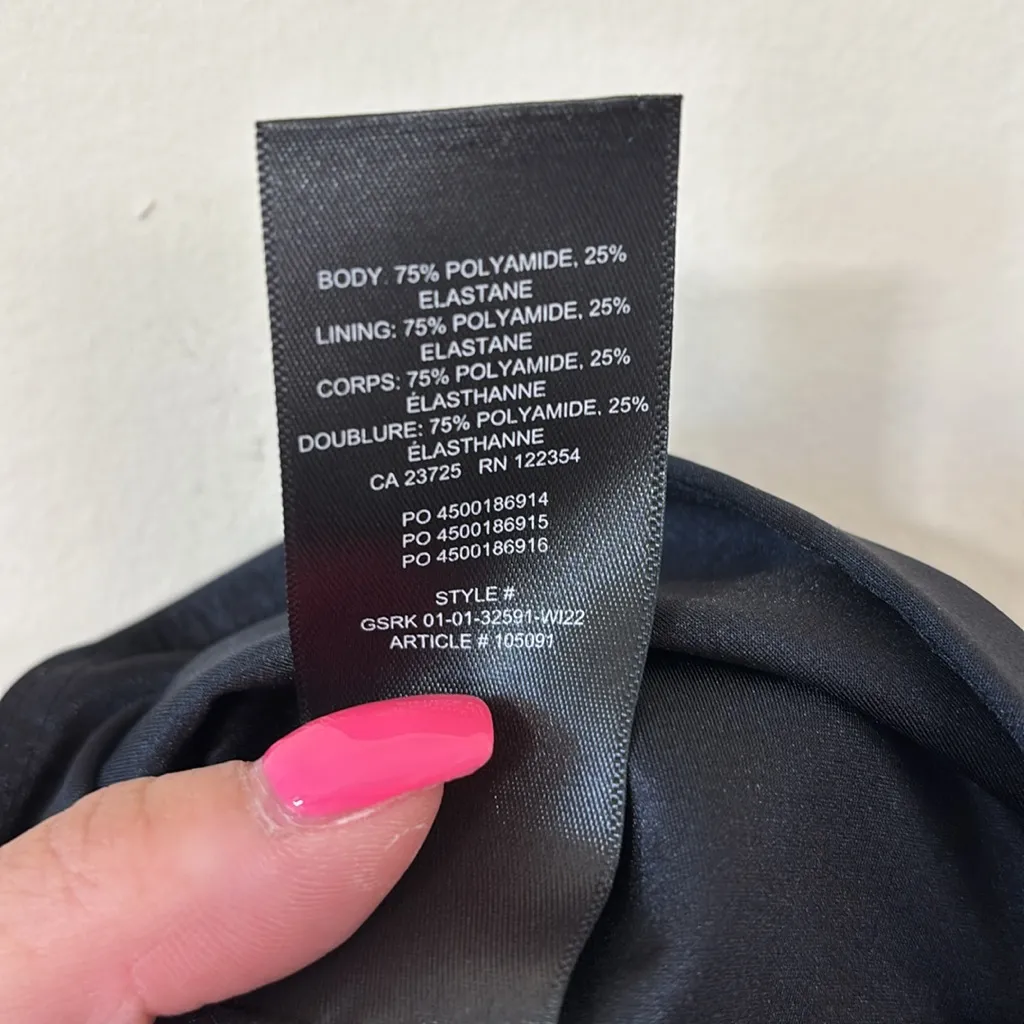 BODY: 75% POLYAMIDE, 25%
ELASTANE
LINING: 75% POLYAMIDE, 25%
ELASTANE
CORPS: 75% POLYAMIDE, 25%
ÉLASTHANNE
DOUBLURE: 75% POLYAMIDE, 25%
ÉLASTHANNE
CA 23725 RN 122354
PO 4500186914
PO 4500186915
PO 4500186916
STYLE #
GSRK 01-01-32591-WI22
ARTICLE # 105091